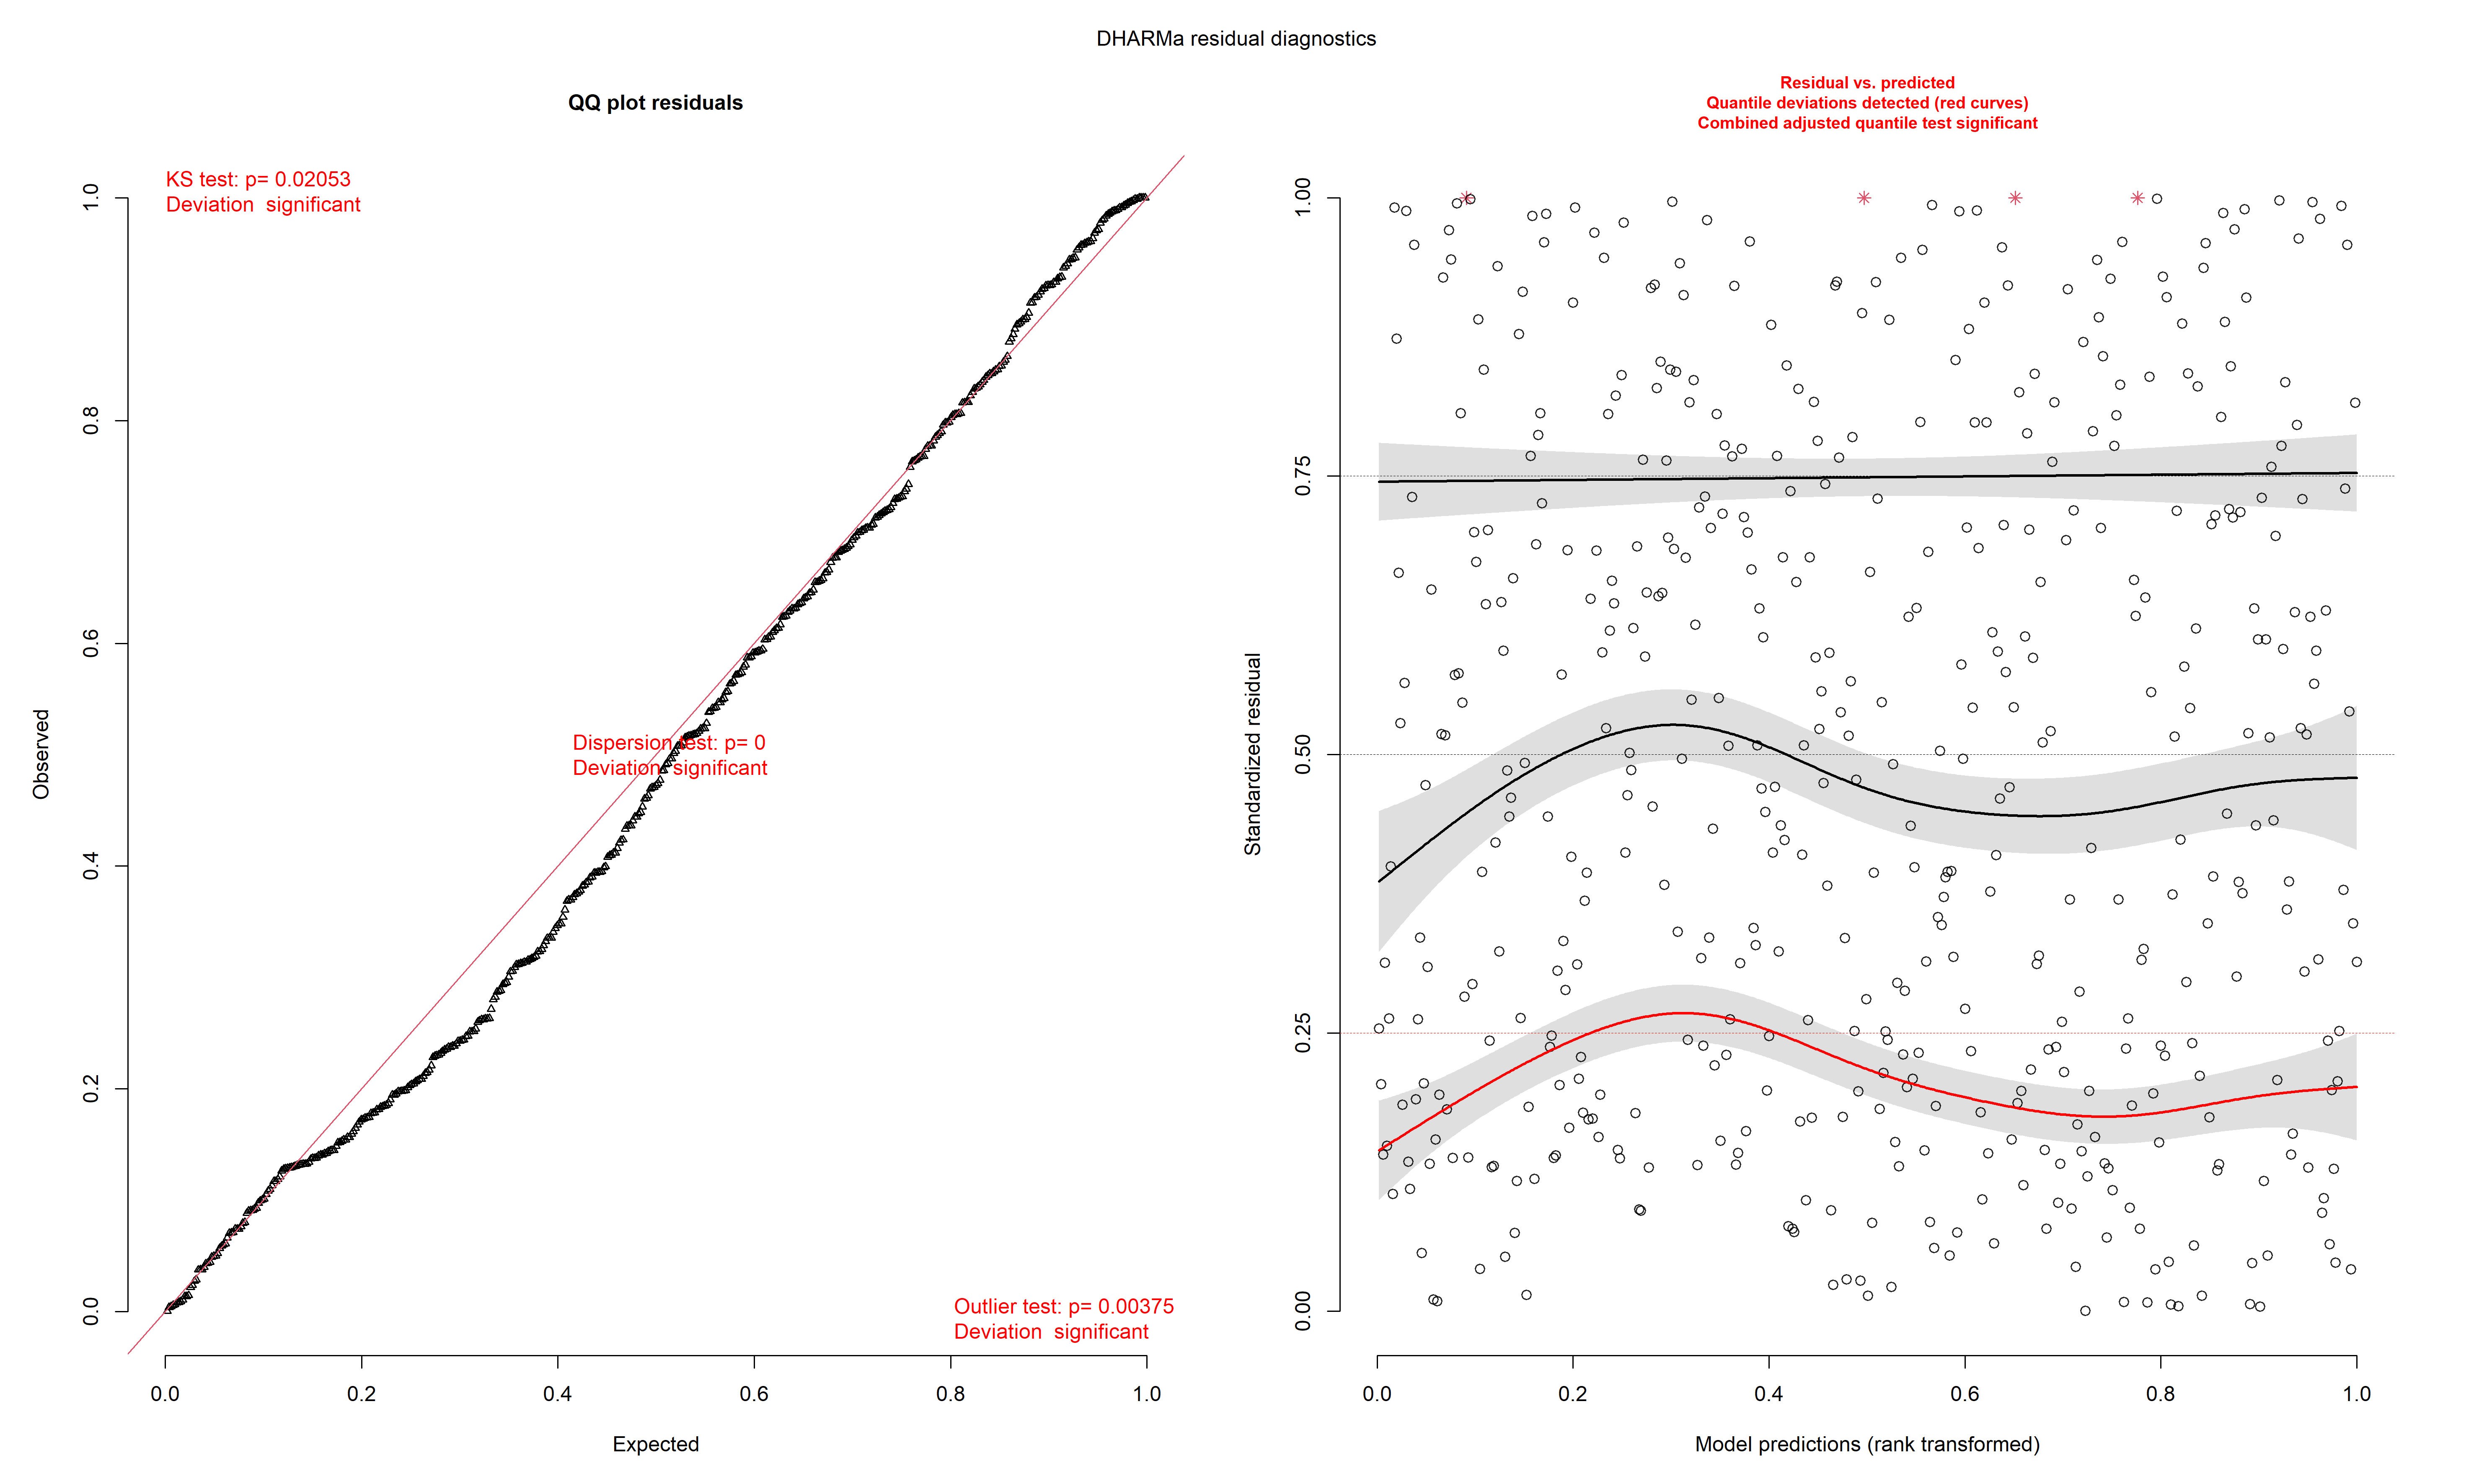 DHARMa residual diagnostics
QQ plot residuals
KS test: p= 0.02053
Deviation  significant
Dispersion test: p= 0
Deviation  significant
Outlier test: p= 0.00375
Deviation  significant
Observed
1.0
0.8
0.6
0.4
0.2
0.0
0.0 0.2 0.4 0.6 0.8 1.0
Expected
Residual vs. predicted
Quantile deviations detected (red curves)
Combined adjusted quantile test significant
Standardized residual
1.00
0.75
0.50
0.25
0.00
0.0 0.2 0.4 0.6 0.8 1.0
Model predictions (rank transformed)